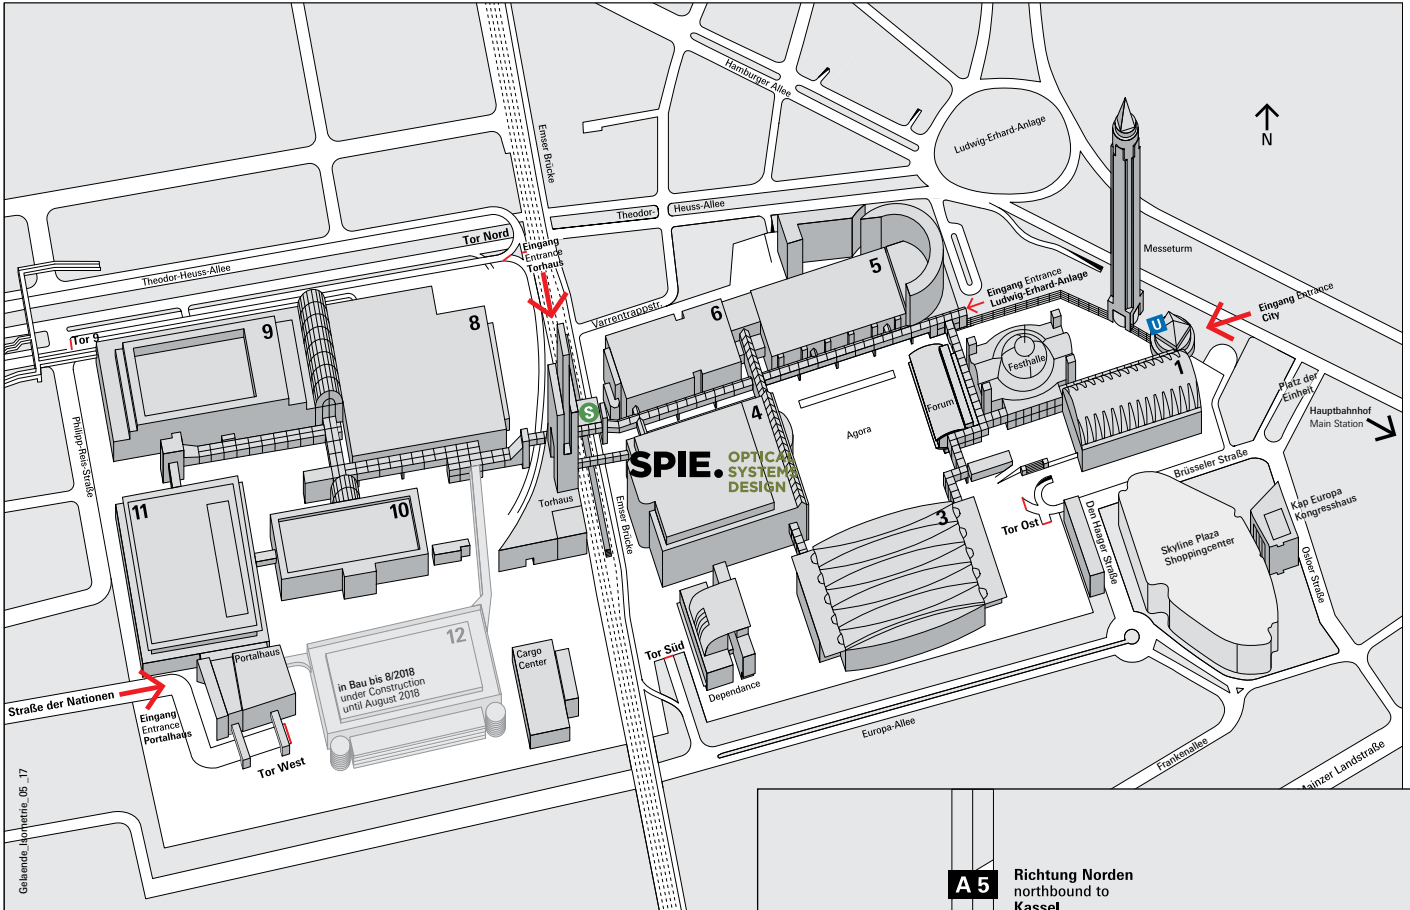 Hamburger Allee
Emser Brücke
Ludwig-Erhard-Anlage
N
Theodor-
Heuss-Allee
Tor Nord
Eingang
Entrance
Torhaus
Theodor-Heuss-Allee
Messeturm
5
Eingang Entrance
Ludwig-Erhard-Anlage
Eingang Entrance
City
Varrentrappstr.
6
8
9
Tor 9
U
Festhalle
1
Platz der
Einheit
Hauptbahnhof
Main Station
Forum
S
4
Agora
Philipp-Reis-Straße
SPIE.
OPTICAL
SYSTEMS
DESIGN
Brüsseler Straße
Torhaus
Emser Brücke
11
10
3
Tor Ost
Den Haager Straße
Kap Europa
Kongresshaus
Skyline Plaza
Shoppingcenter
Osloer Straße
12
in Bau bis 8/2018
under Construction
until August 2018
Portalhaus
Cargo
Center
Tor Süd
Dependance
Straße der Nationen
Eingang
Entrance
Portalhaus
Tor West
Europa-Allee
Frankenallee
Mainzer Landstraße
Gelaende_Isometrie_05_17
A 5
Richtung Norden
northbound to
Kassel